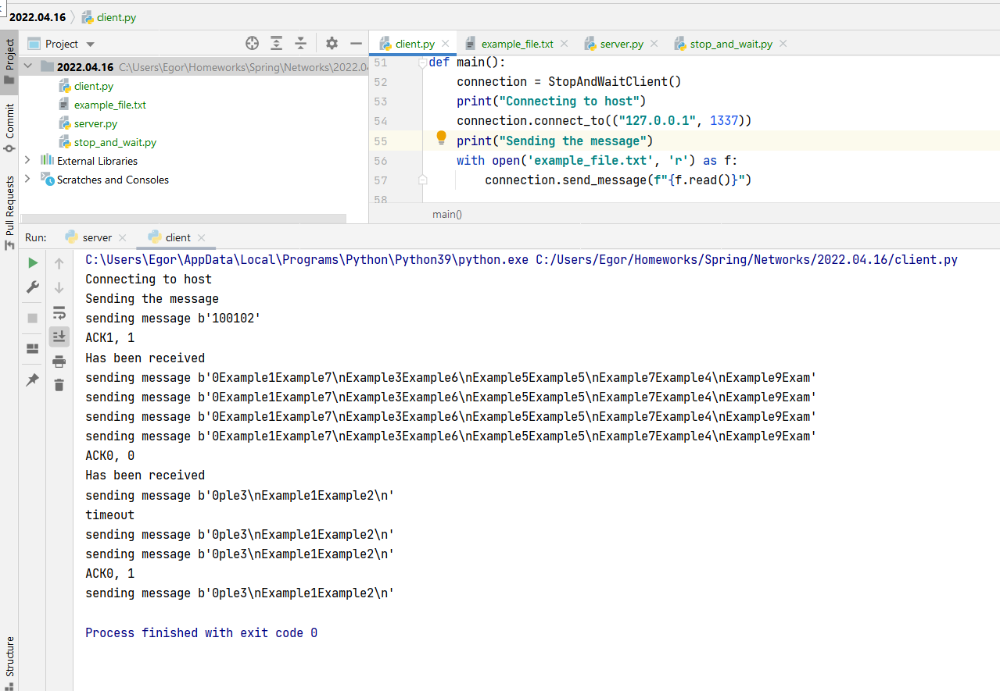 2022.04.16 client.py
Project
client.py example_file.txt server.py stop_and_wait.py
Project
Commit
Pull Requests
Structure
2022.04.16 C:\Users\Egor\Homeworks\Spring\Networks\2022.04
client.py
example_file.txt
server.py
stop_and_wait.py
External Libraries
Scratches and Consoles
51 def main():
52 connection = StopAndWaitClient()
53 print("Connecting to host")
54 connection.connect_to(("127.0.0.1", 1337))
55 print("Sending the message")
56 with open('example_file.txt', 'r') as f:
57 connection.send_message(f"{f.read()}")
58
main()
Run: server client
C:\Users\Egor\AppData\Local\Programs\Python\Python39\python.exe C:/Users/Egor/Homeworks/Spring/Networks/2022.04.16/client.py
Connecting to host
Sending the message
sending message b'100102'
ACK1, 1
Has been received
sending message b'0Example1Example7\nExample3Example6\nExample5Example5\nExample7Example4\nExample9Exam'
sending message b'0Example1Example7\nExample3Example6\nExample5Example5\nExample7Example4\nExample9Exam'
sending message b'0Example1Example7\nExample3Example6\nExample5Example5\nExample7Example4\nExample9Exam'
sending message b'0Example1Example7\nExample3Example6\nExample5Example5\nExample7Example4\nExample9Exam'
ACK0, 0
Has been received
sending message b'0ple3\nExample1Example2\n'
timeout
sending message b'0ple3\nExample1Example2\n'
sending message b'0ple3\nExample1Example2\n'
ACK0, 1
sending message b'0ple3\nExample1Example2\n'
Process finished with exit code 0